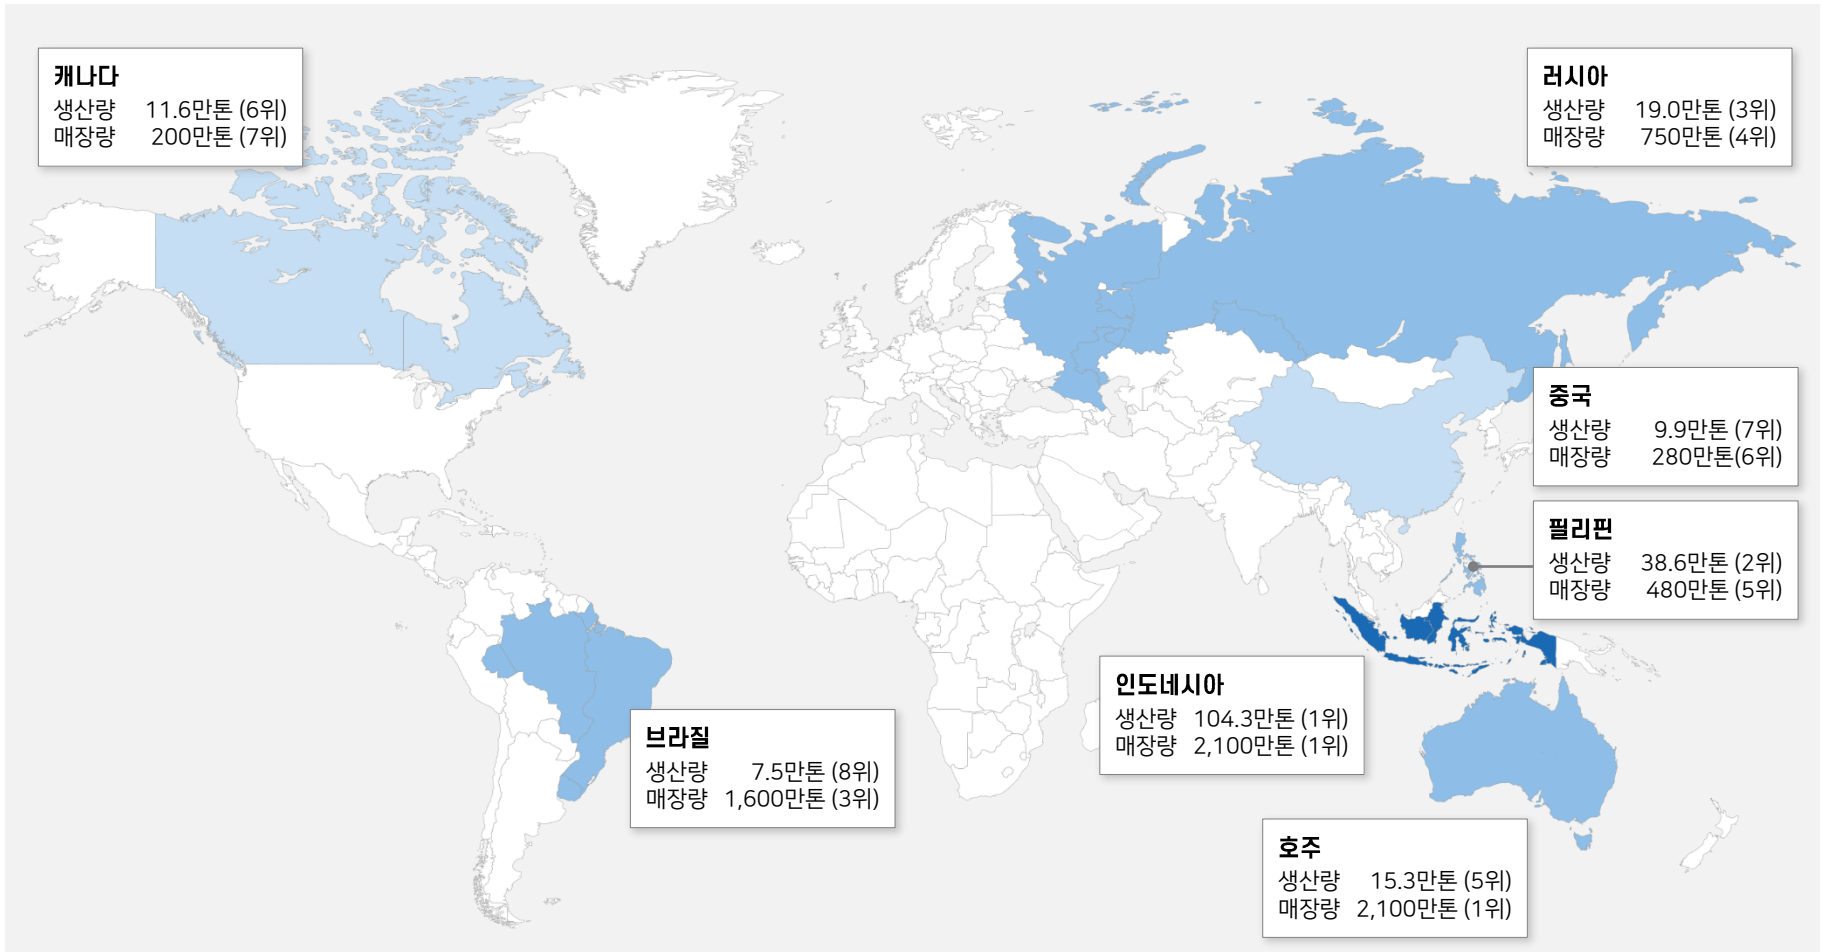 캐나다
생산량 11.6만톤 (6위)
매장량 200만톤 (7위)
러시아
생산량 19.0만톤 (3위)
매장량 750만톤 (4위)
중국
생산량 9.9만톤 (7위)
매장량 280만톤(6위)
필리핀
생산량 38.6만톤 (2위)
매장량 480만톤 (5위)
인도네시아
생산량 104.3만톤 (1위)
매장량 2,100만톤 (1위)
브라질
생산량 7.5만톤 (8위)
매장량 1,600만톤 (3위)
호주
생산량 15.3만톤 (5위)
매장량 2,100만톤 (1위)